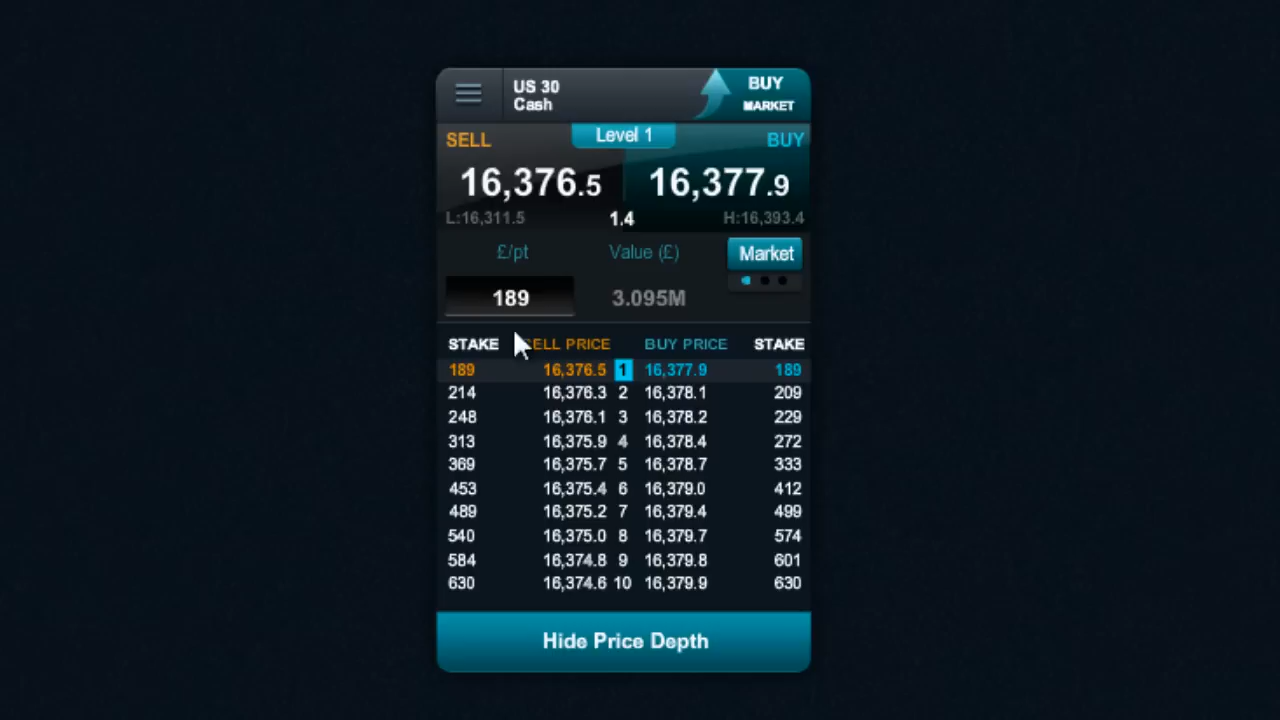 US 30
Cash
BUY
MARKET
SELL
Level 1
BUY
16,376.5
16,377.9
L:16,311.5
1.4
H:16,393.4
£/pt
Value (£)
Market
189
3.095M
STAKE ELL PRICE BUY PRICE STAKE
189 16,376.5 1 16,377.9 189
214 16,376.3 2 16,378.1 209
248 16,376.1 3 16,378.2 229
313 16,375.9 4 16,378.4 272
369 16,375.7 5 16,378.7 333
453 16,375.4 6 16,379.0 412
489 16,375.2 7 16,379.4 499
540 16,375.0 8 16,379.7 574
584 16,374.8 9 16,379.8 601
630 16,374.6 10 16,379.9 630
Hide Price Depth